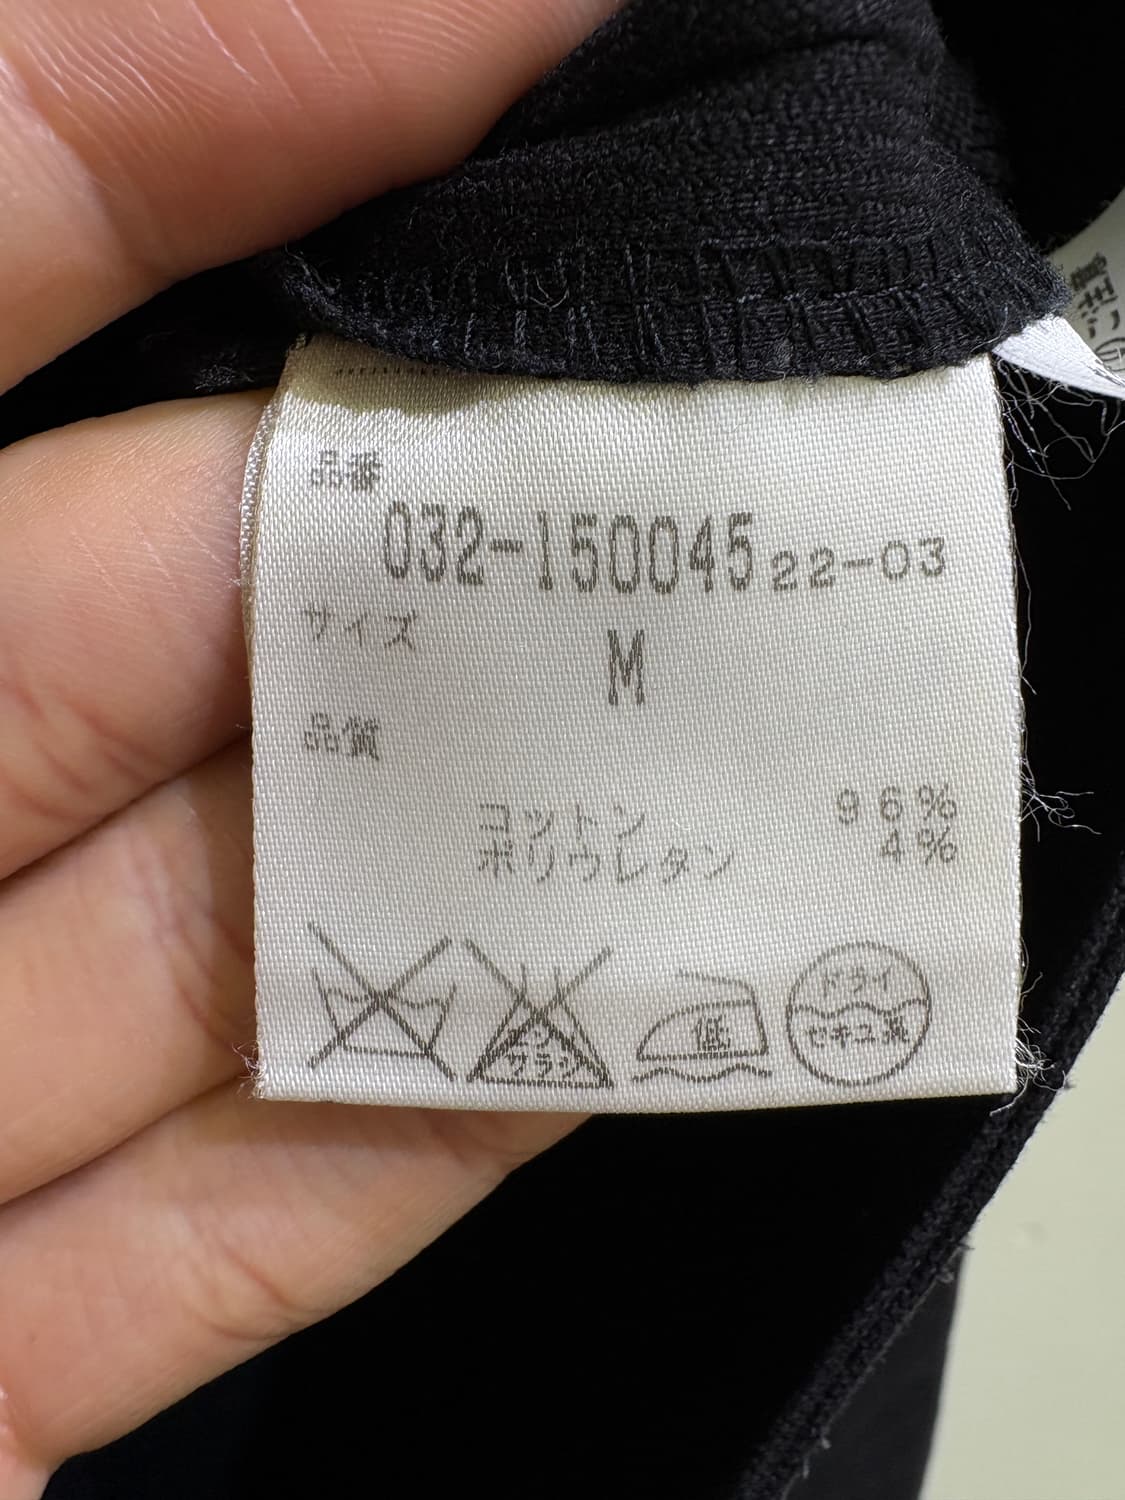 品番
032-150045 22-03
サイズ
M
品質
コットン 96%
ポリウレタン 4%
エンソ
サラシ
低
ドライ
セキユ系